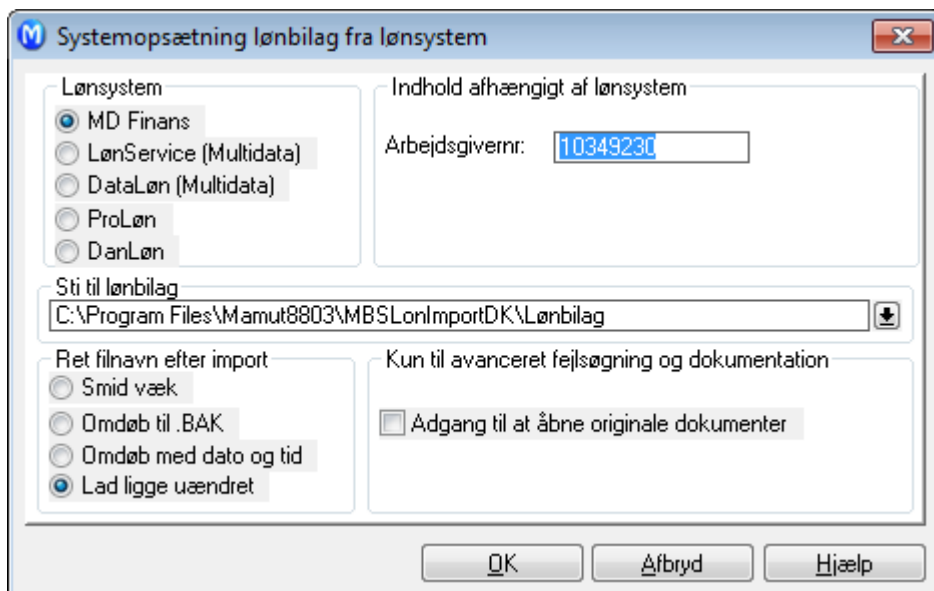 Systemopsætning lønbilag fra lønsystem
Lønsystem
MD Finans
LønService (Multidata)
DataLøn (Multidata)
ProLøn
DanLøn
Indhold afhængigt af lønsystem
Arbejdsgivernr: 10349230
Sti til lønbilag
C:\Program Files\Mamut8803\MBSLonImportDK\Lønbilag
Ret filnavn efter import
Smid væk
Omdøb til .BAK
Omdøb med dato og tid
Lad ligge uændret
Kun til avanceret fejlsøgning og dokumentation
Adgang til at åbne originale dokumenter
OK Afbryd Hjælp